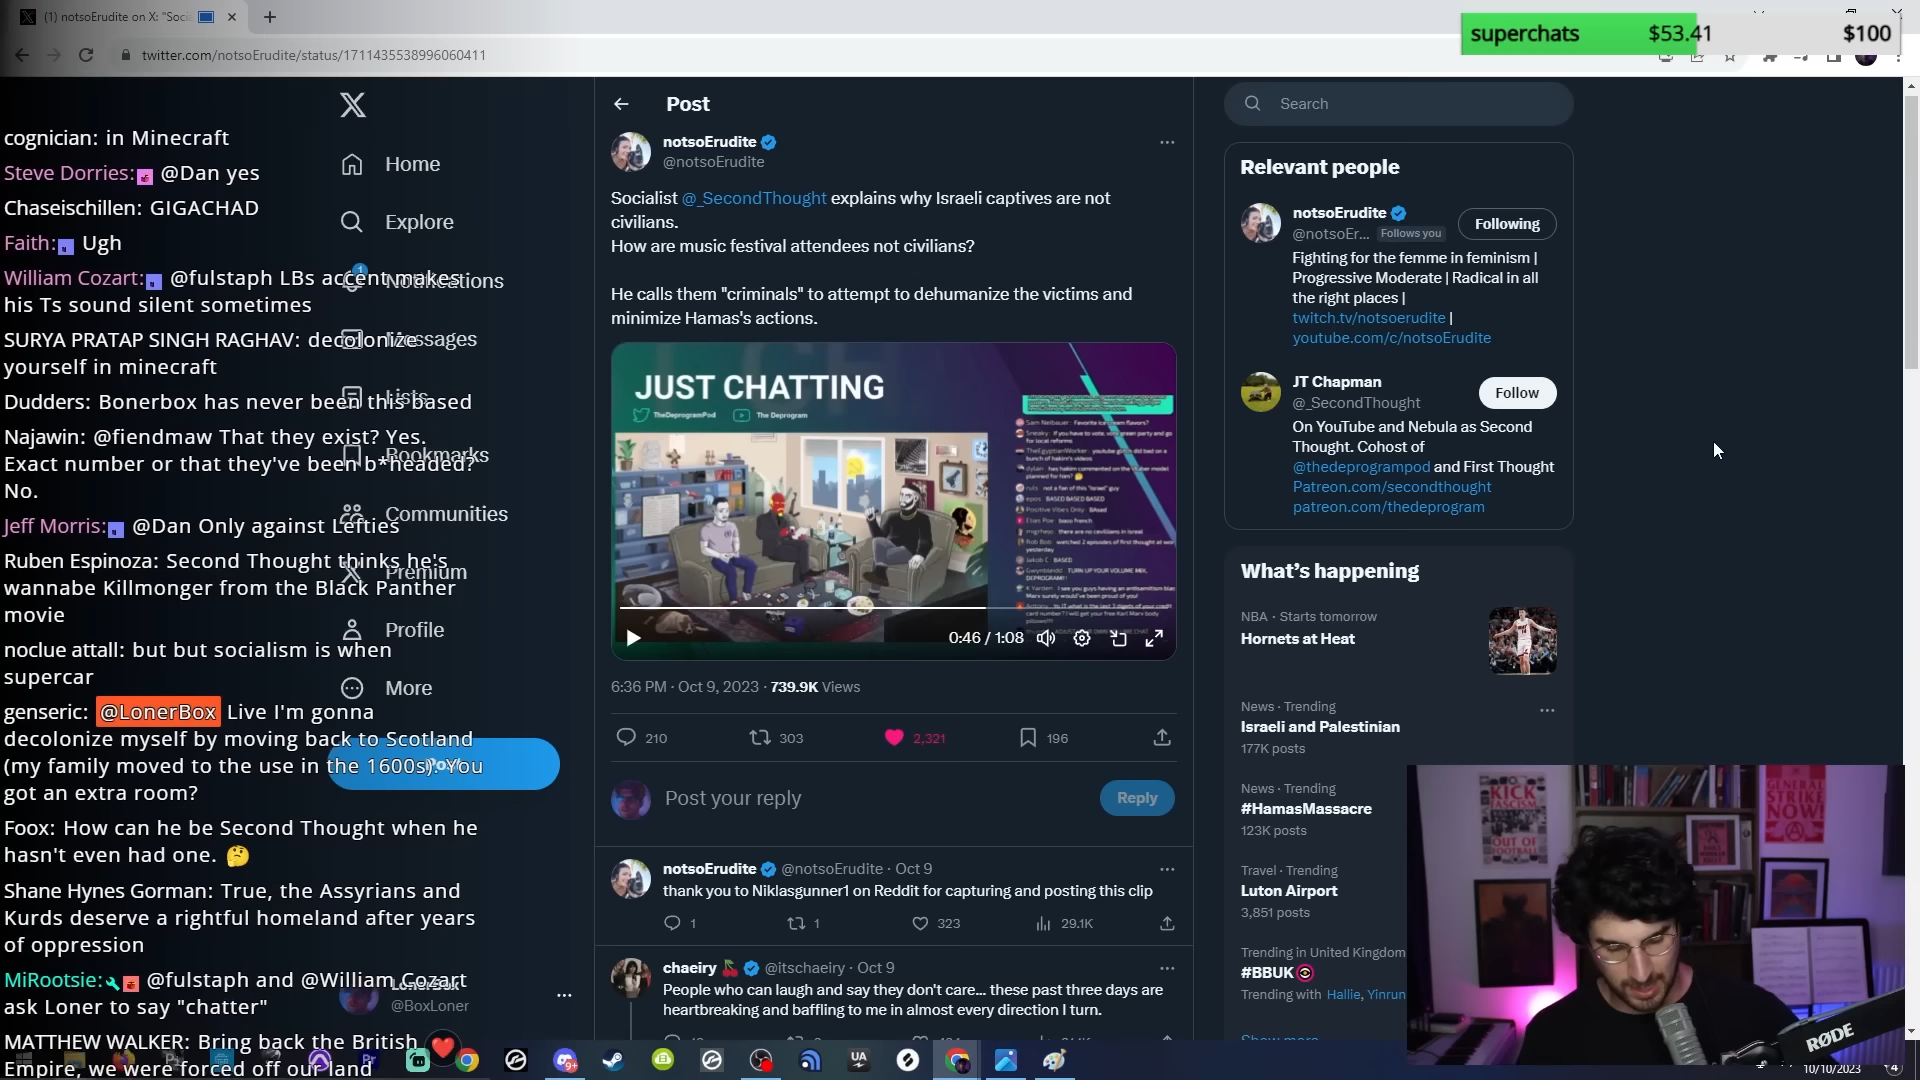 (1) notsoErudite on X: "Soci
superchats $53.41 $100
twitter.com/notsoErudite/status/1711435538996060411
cognician: in Minecraft
Steve Dorries: @Dan yes
Chaseischillen: GIGACHAD
Faith: Ugh
William Cozart: @fulstaph LBs accent makes
his Ts sound silent sometimes
SURYA PRATAP SINGH RAGHAV: decolonize
yourself in minecraft
Dudders: Bonerbox has never been this based
Najawin: @fiendmaw That they exist? Yes.
Exact number or that they've been b*headed?
No.
Jeff Morris: @Dan Only against Lefties
Ruben Espinoza: Second Thought thinks he's
wannabe Killmonger from the Black Panther
movie
noclue attall: but but socialism is when
supercar
genseric: @LonerBox Live I'm gonna
decolonize myself by moving back to Scotland
(my family moved to the use in the 1600s). You
got an extra room?
Foox: How can he be Second Thought when he
hasn't even had one. 🤔
Shane Hynes Gorman: True, the Assyrians and
Kurds deserve a rightful homeland after years
of oppression
MiRootsie: @fulstaph and @William Cozart
ask Loner to say "chatter"
MATTHEW WALKER: Bring back the British
Empire, we were forced off our land
Home
Explore
1
Notifications
Messages
Lists
Bookmarks
Communities
Premium
Profile
More
Post
LonerBox
@BoxLoner
Post
notsoErudite
@notsoErudite
Socialist @_SecondThought explains why Israeli captives are not
civilians.
How are music festival attendees not civilians?
He calls them "criminals" to attempt to dehumanize the victims and
minimize Hamas's actions.
JUST CHATTING
TheDeprogramPod The Deprogram
0:46 / 1:08
6:36 PM · Oct 9, 2023 · 739.9K Views
210 303 2,321 196
Post your reply
Reply
notsoErudite @notsoErudite · Oct 9
thank you to Niklasgunner1 on Reddit for capturing and posting this clip
1 1 323 29.1K
chaeiry @itschaeiry · Oct 9
People who can laugh and say they don't care... these past three days are
heartbreaking and baffling to me in almost every direction I turn.
Search
Relevant people
notsoErudite
@notsoEr... Follows you
Following
Fighting for the femme in feminism |
Progressive Moderate | Radical in all
the right places |
twitch.tv/notsoerudite |
youtube.com/c/notsoErudite
JT Chapman
@_SecondThought
Follow
On YouTube and Nebula as Second
Thought. Cohost of
@thedeprogrampod and First Thought
Patreon.com/secondthought
Patreon.com/thedeprogram
What's happening
NBA · Starts tomorrow
Hornets at Heat
News · Trending
Israeli and Palestinian
177K posts
News · Trending
#HamasMassacre
123K posts
Travel · Trending
Luton Airport
3,851 posts
Trending in United Kingdom
#BBUK
Trending with Hallie, Yinrun
Show more
KICK
FASCISM
OUT OF
FOOTBALL
GENERAL
STRIKE
NOW!
RØDE
10/10/2023